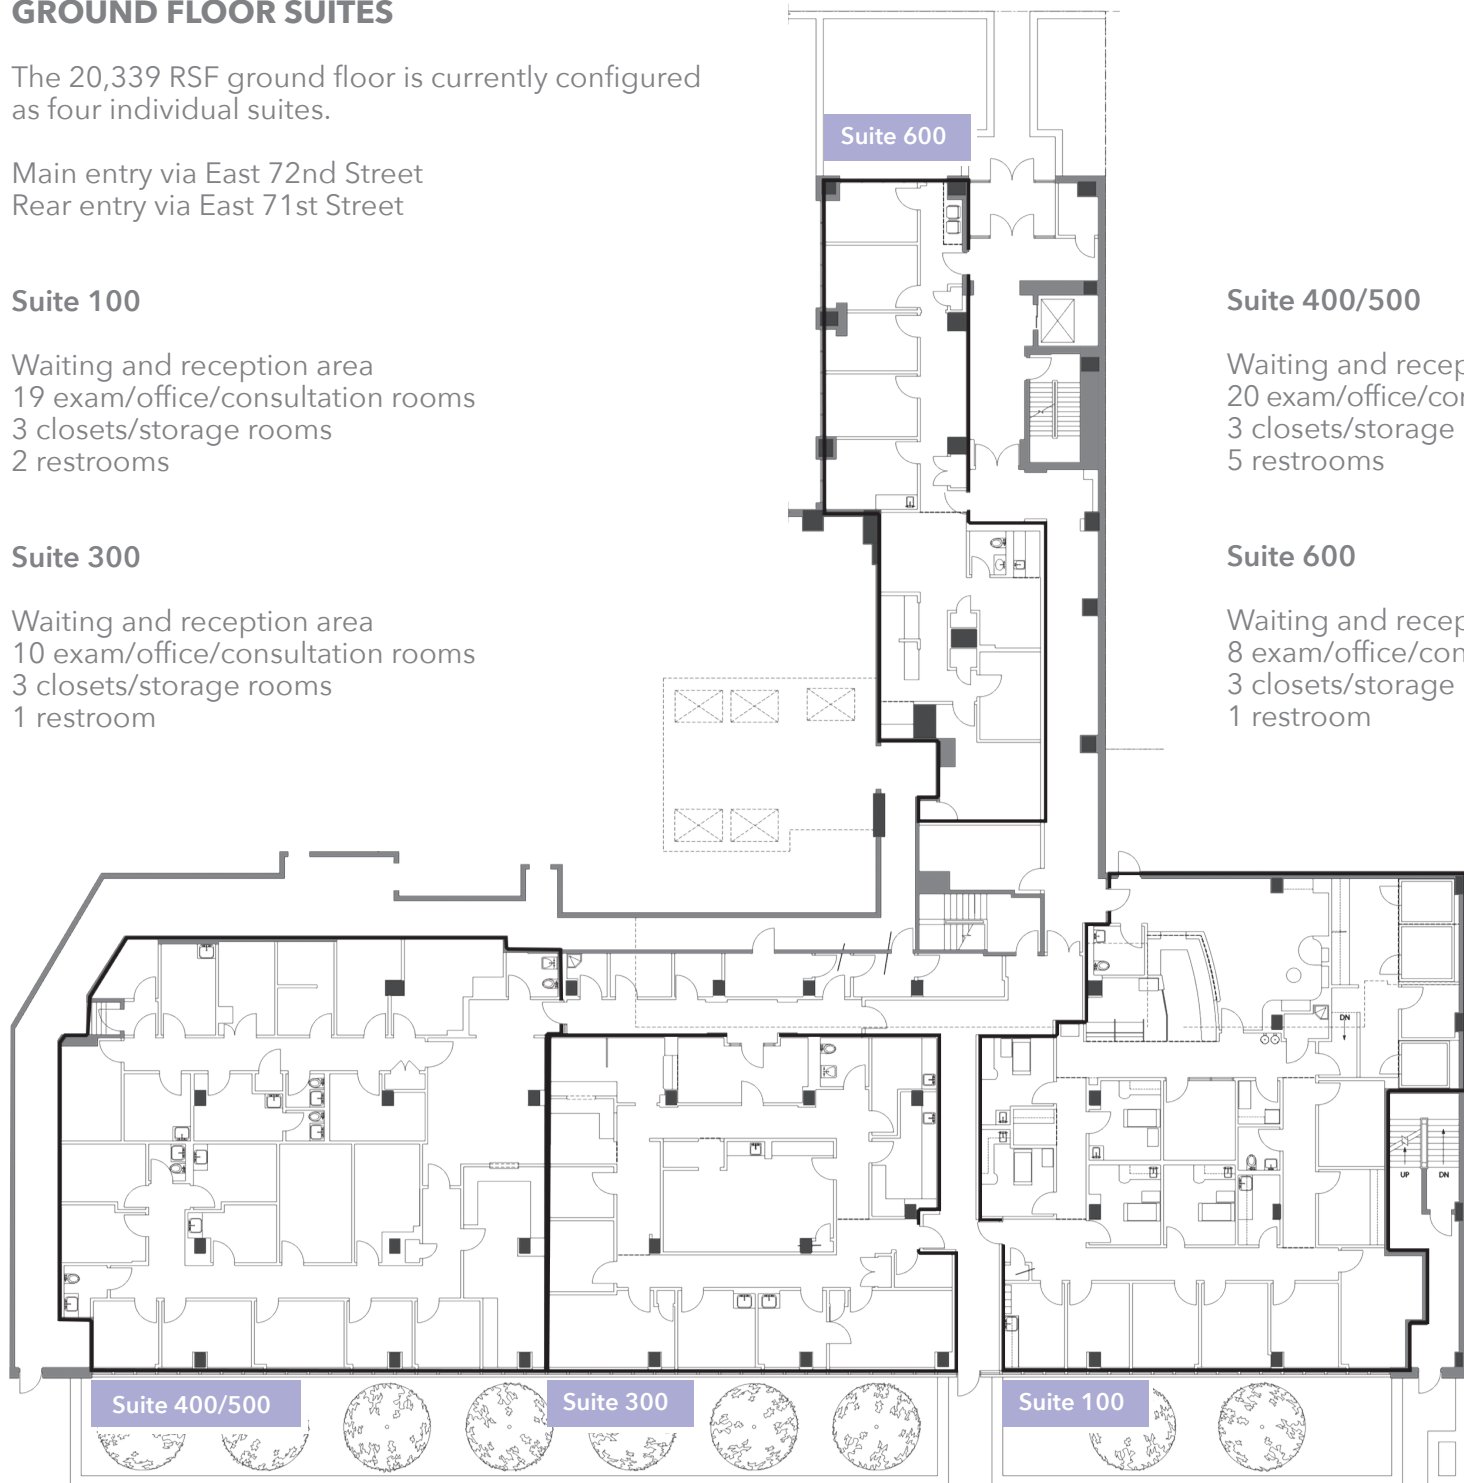 GROUND FLOOR SUITES
The 20,339 RSF ground floor is currently configured
as four individual suites.
Main entry via East 72nd Street
Rear entry via East 71st Street
Suite 100
Waiting and reception area
19 exam/office/consultation rooms
3 closets/storage rooms
2 restrooms
Suite 300
Waiting and reception area
10 exam/office/consultation rooms
3 closets/storage rooms
1 restroom
Suite 600
Suite 400/500
Waiting and recep
20 exam/office/con
3 closets/storage
5 restrooms
Suite 600
Waiting and recep
8 exam/office/con
3 closets/storage
1 restroom
DN
UP
DN
Suite 400/500
Suite 300
Suite 100